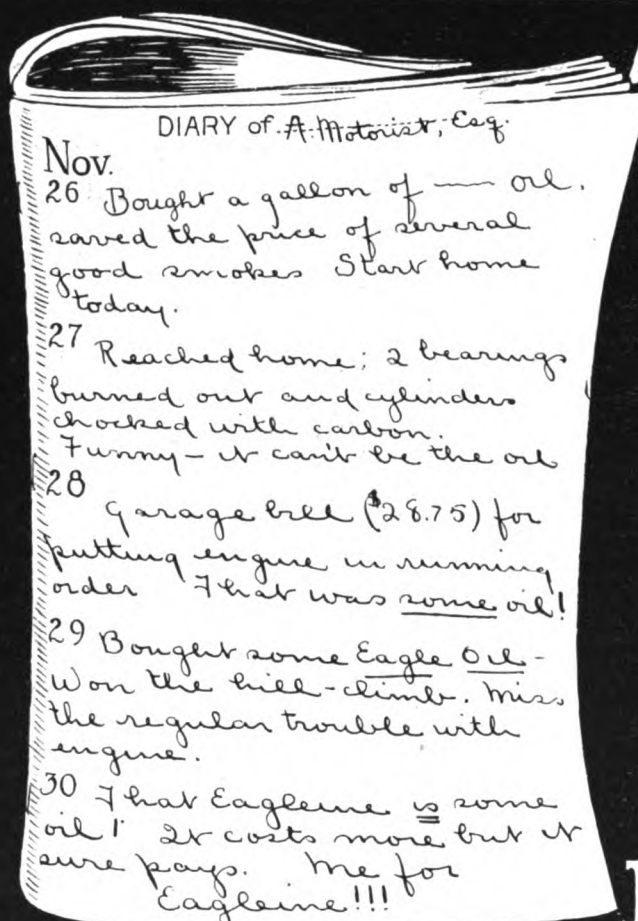 DIARY of A Motorist, Esq.
Nov.
26 Bought a gallon of — oil.
saved the price of several
good smokes Start home
today.
27 Reached home; 2 bearings
burned out and cylinders
chocked with carbon.
Funny – it can't be the oil
28
Garage bill ($28.75) for
putting engine in running
order That was some oil!
29 Bought some Eagle Oil –
Won the hill-climb. Miss
the regular trouble with
engine.
30 That Eagleine is some
oil! It costs more but it
sure pays. Me for
Eagleine!!!